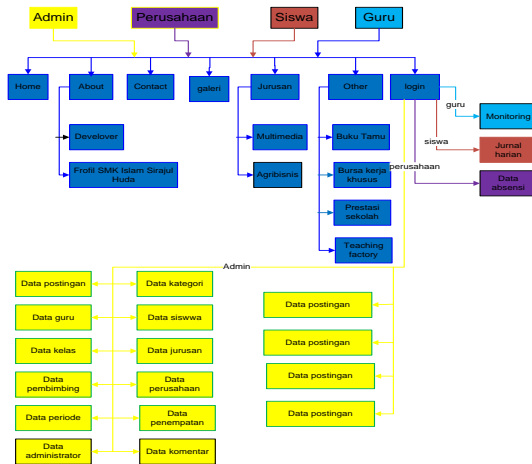 Admin
Perusahaan
Siswa
Guru
Home
About
Contact
galeri
Jurusan
Other
login
guru
Monitoring
siswa
Jurnal
harian
perusahaan
Data
absensi
Develover
Frofil SMK Islam Sirajul
Huda
Multimedia
Agribisnis
Buku Tamu
Bursa kerja
khusus
Prestasi
sekolah
Teaching
factory
Admin
Data postingan
Data kategori
Data guru
Data siswwa
Data kelas
Data jurusan
Data
pembimbing
Data
perusahaan
Data periode
Data
penempatan
Data
administrator
Data komentar
Data postingan
Data postingan
Data postingan
Data postingan